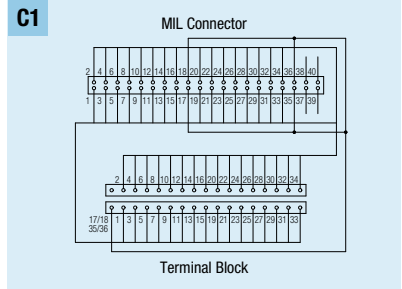 C1
MIL Connector
2 4 6 8 10 12 14 16 18 20 22 24 26 28 30 32 34 36 38 40
1 3 5 7 9 11 13 15 17 19 21 23 25 27 29 31 33 35 37 39
2 4 6 8 10 12 14 16 20 22 24 26 28 30 32 34
17/18 1 3 5 7 9 11 13 15 19 21 23 25 27 29 31 33
35/36
Terminal Block